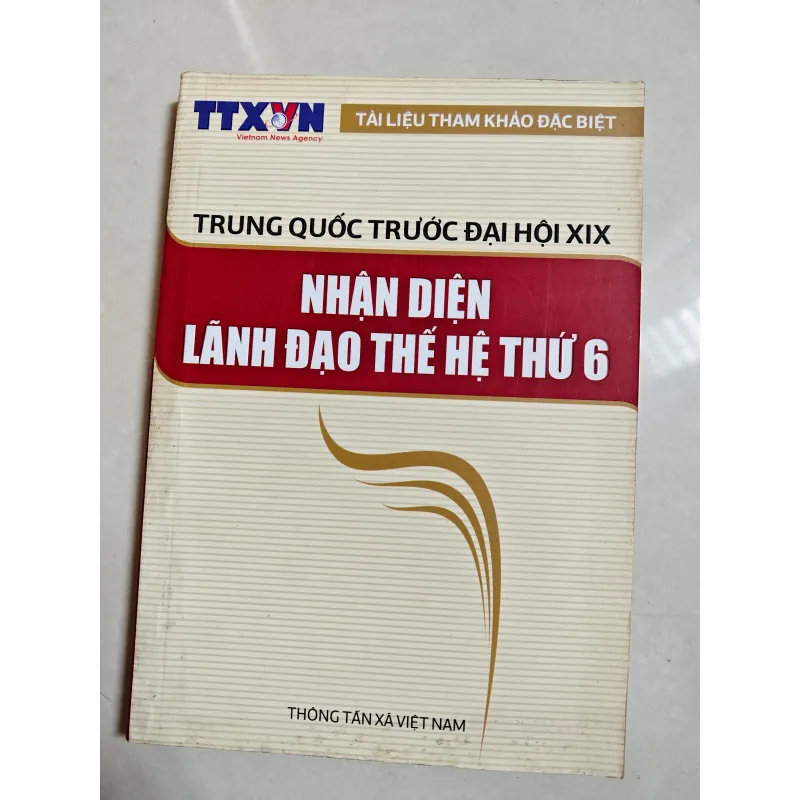 TTXVN
Vietnam News Agency
TÀI LIỆU THAM KHẢO ĐẶC BIỆT
TRUNG QUỐC TRƯỚC ĐẠI HỘI XIX
NHẬN DIỆN
LÃNH ĐẠO THẾ HỆ THỨ 6
THÔNG TẤN XÃ VIỆT NAM